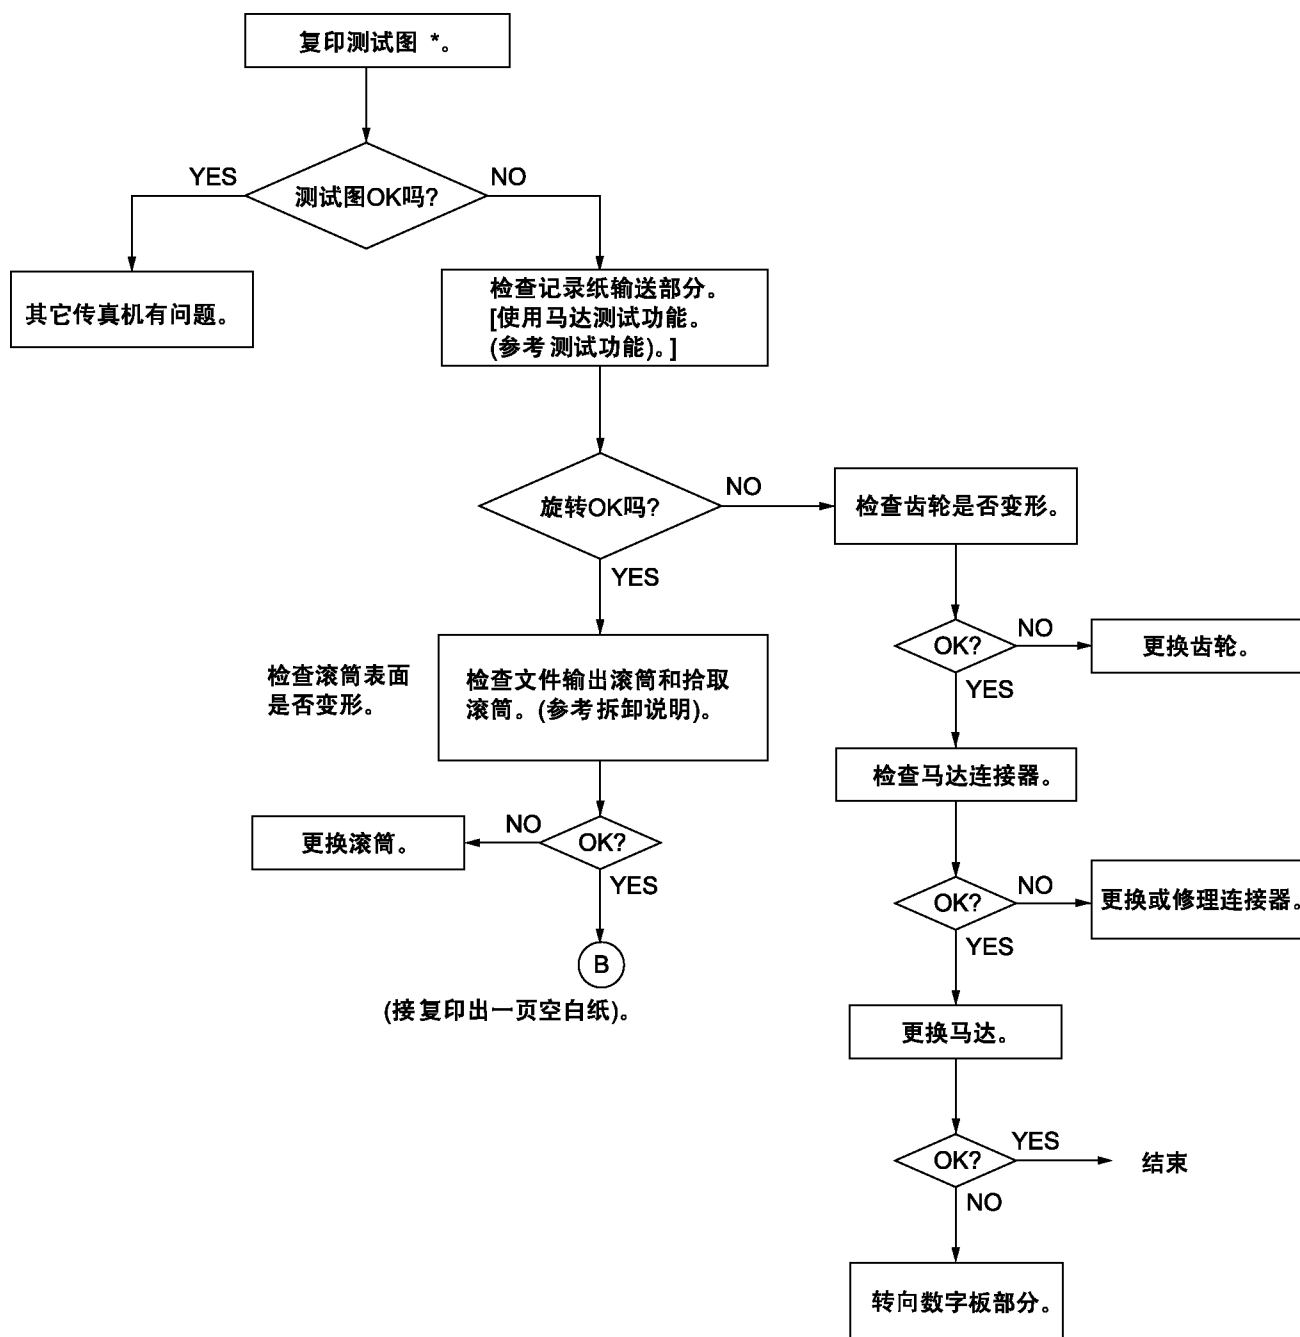 复印测试图 *。
YES
测试图OK吗?
NO
其它传真机有问题。
检查记录纸输送部分。
[使用马达测试功能。
(参考测试功能)。]
旋转OK吗?
NO
检查齿轮是否变形。
YES
OK?
NO
更换齿轮。
YES
检查滚筒表面
是否变形。
检查文件输出滚筒和拾取
滚筒。(参考拆卸说明)。
检查马达连接器。
更换滚筒。
NO
OK?
YES
OK?
NO
更换或修理连接器。
YES
B
(接复印出一页空白纸)。
更换马达。
OK?
YES
结束
NO
转向数字板部分。